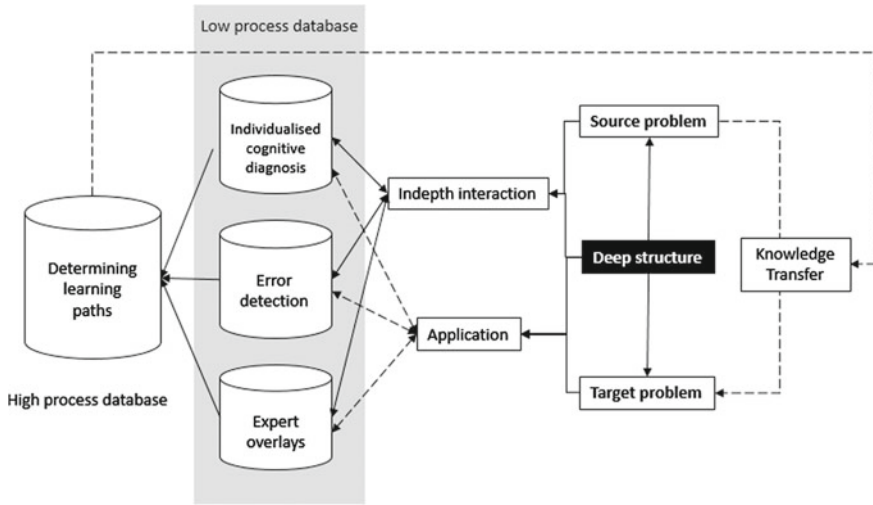 Low process database
Individualised
cognitive
diagnosis
Source problem
Indepth interaction
Determining
learning
paths
Error
detection
Deep structure
Knowledge
Transfer
Application
High process database
Target problem
Expert
overlays